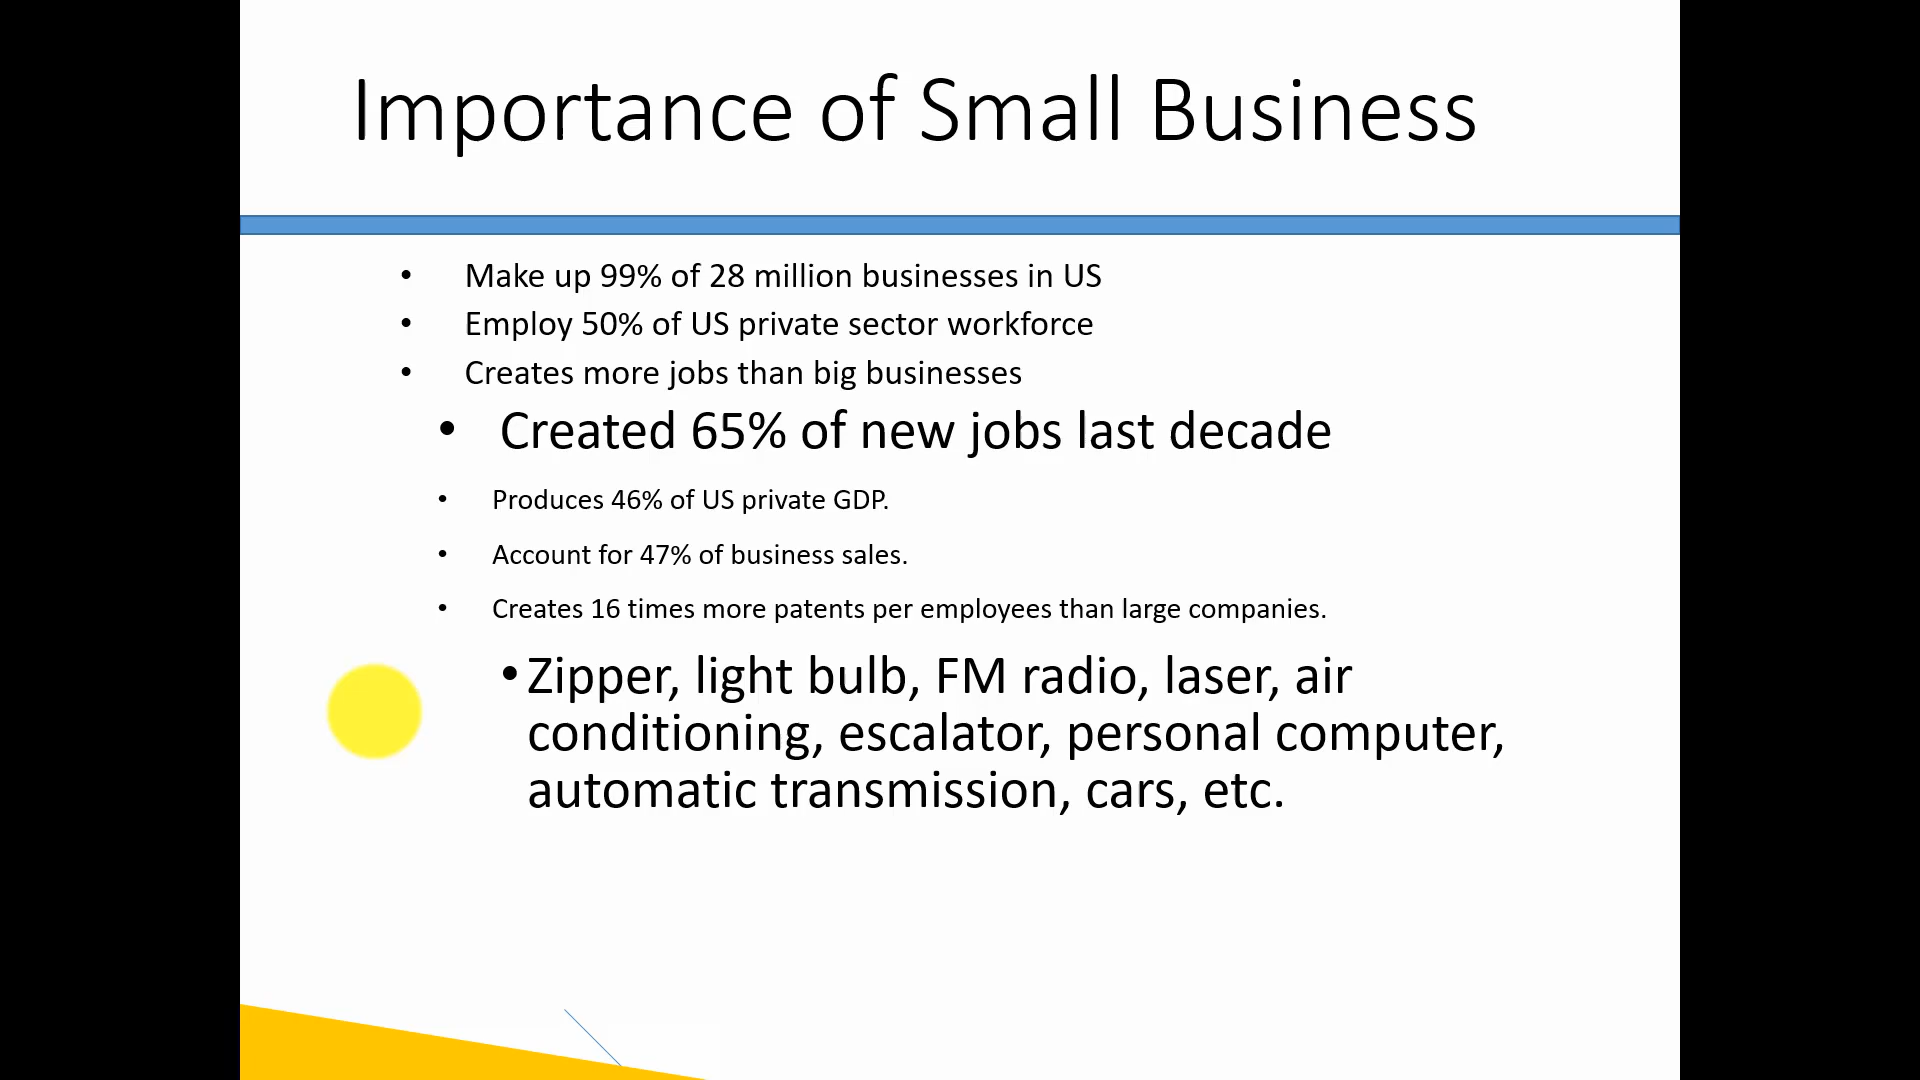 Importance of Small Business
• Make up 99% of 28 million businesses in US
• Employ 50% of US private sector workforce
• Creates more jobs than big businesses
• Created 65% of new jobs last decade
• Produces 46% of US private GDP.
• Account for 47% of business sales.
• Creates 16 times more patents per employees than large companies.
• Zipper, light bulb, FM radio, laser, air
conditioning, escalator, personal computer,
automatic transmission, cars, etc.